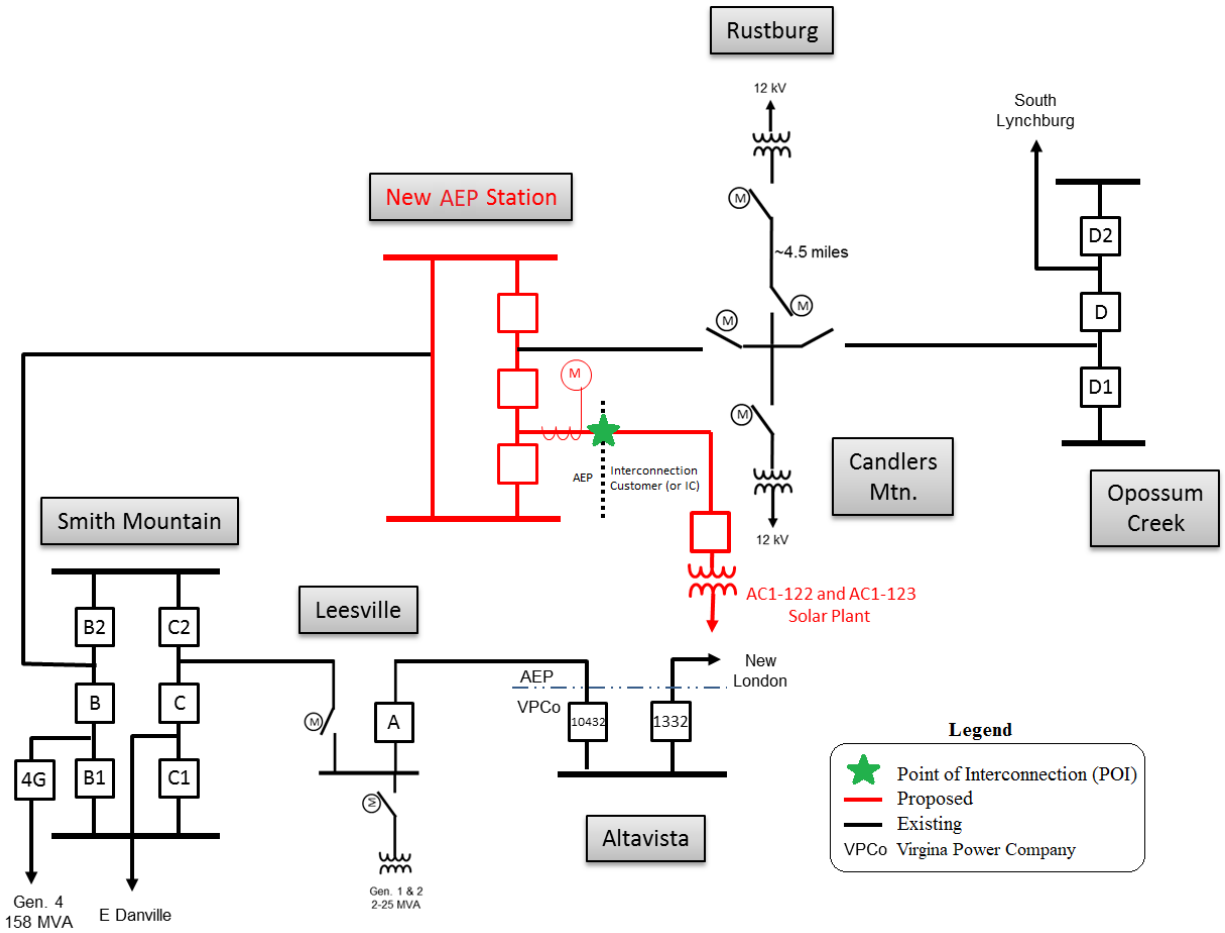 Rustburg
12 kV
South
Lynchburg
New AEP Station
M
D2
~4.5 miles
M
D
M
M
D1
M
AEP
Interconnection
Customer (or IC)
Candlers
Mtn.
Opossum
Creek
Smith Mountain
12 kV
Leesville
AC1-122 and AC1-123
Solar Plant
B2
C2
New
London
AEP
VPCo
B
C
M
A
10432
1332
Legend
4G
B1
C1
M
Point of Interconnection (POI)
Proposed
Existing
VPCo Virgina Power Company
Altavista
Gen. 4
158 MVA
E Danville
Gen. 1 & 2
2-25 MVA